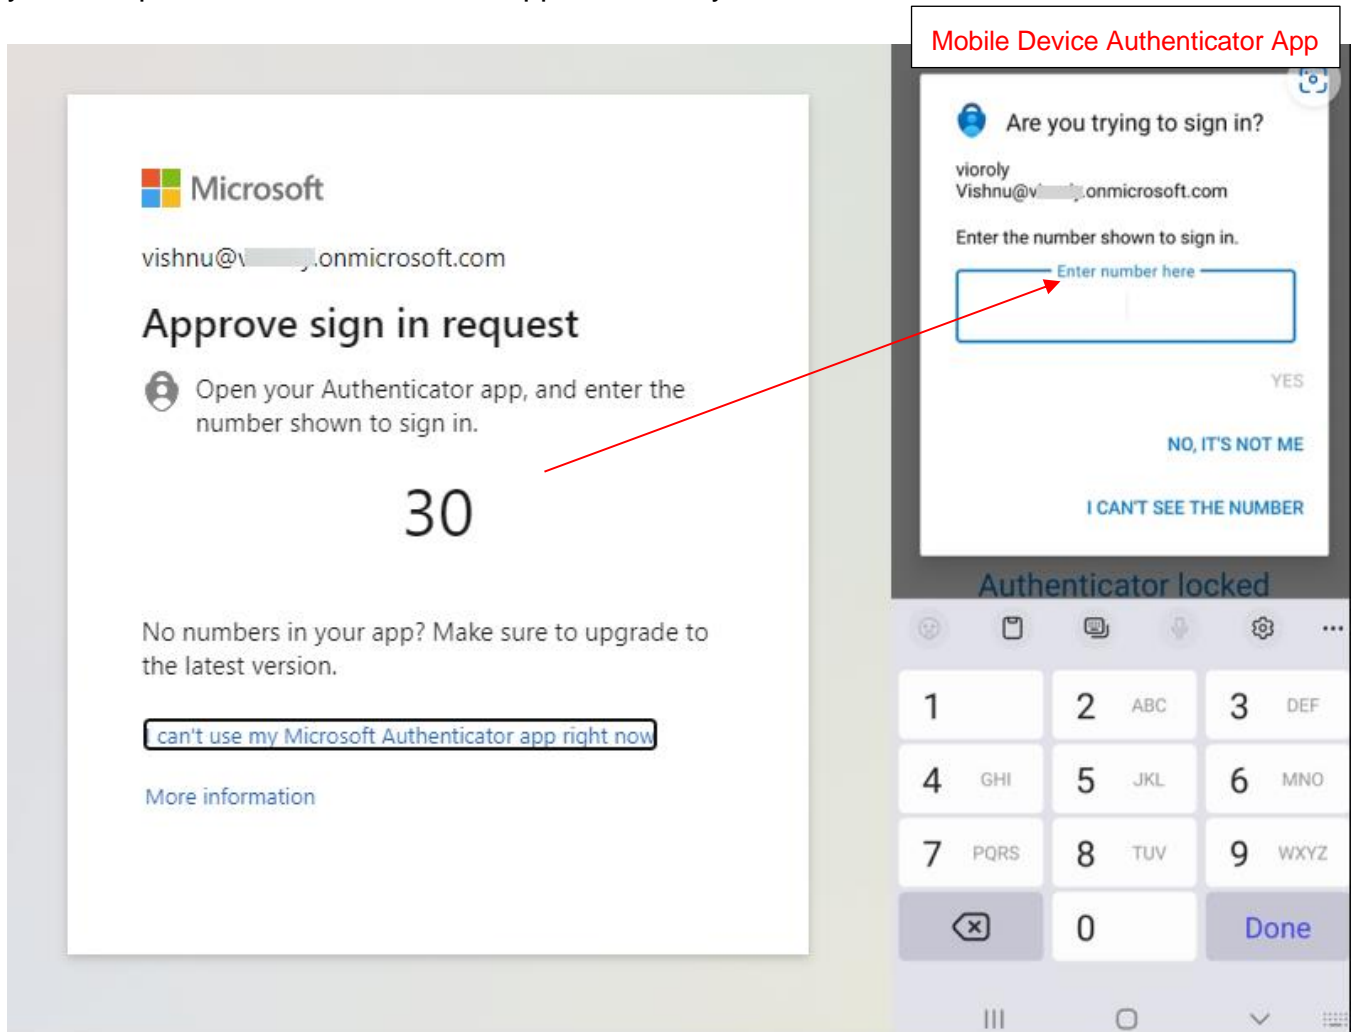 Mobile Device Authenticator App
Microsoft
vishnu@v .onmicrosoft.com
Approve sign in request
Open your Authenticator app, and enter the
number shown to sign in.
30
No numbers in your app? Make sure to upgrade to
the latest version.
I can't use my Microsoft Authenticator app right now
More information
Are you trying to sign in?
vioroly
Vishnu@v .onmicrosoft.com
Enter the number shown to sign in.
Enter number here
YES
NO, IT'S NOT ME
I CAN'T SEE THE NUMBER
Authenticator locked
1
2 ABC
3 DEF
4 GHI
5 JKL
6 MNO
7 PQRS
8 TUV
9 WXYZ
0
Done